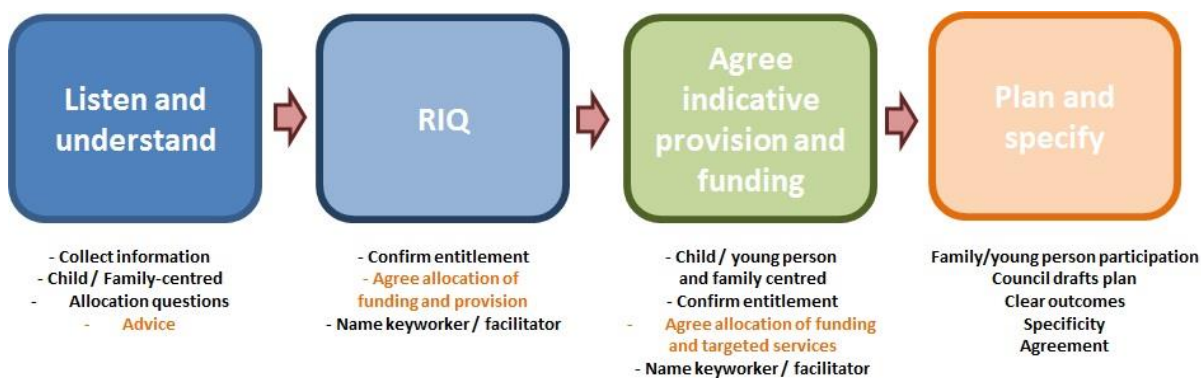 Listen and
understand
RIQ
Agree
indicative
provision and
funding
Plan and
specify
- Collect information
- Child / Family-centred
- Allocation questions
- Advice
- Confirm entitlement
- Agree allocation of
funding and provision
- Name keyworker / facilitator
- Child / young person
and family centred
- Confirm entitlement
- Agree allocation of funding
and targeted services
- Name keyworker / facilitator
Family/young person participation
Council drafts plan
Clear outcomes
Specificity
Agreement